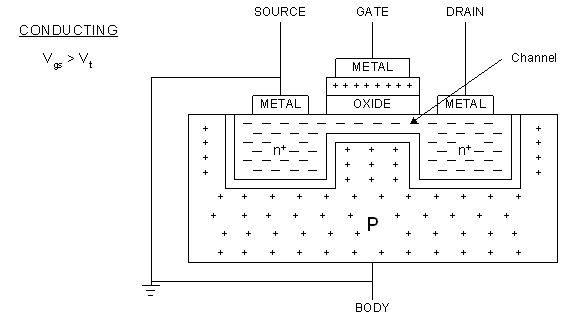 SOURCE GATE DRAIN
CONDUCTING
Vgs > Vt
METAL
Channel
+ + + + + + + +
METAL OXIDE METAL
n+ n+
P
BODY